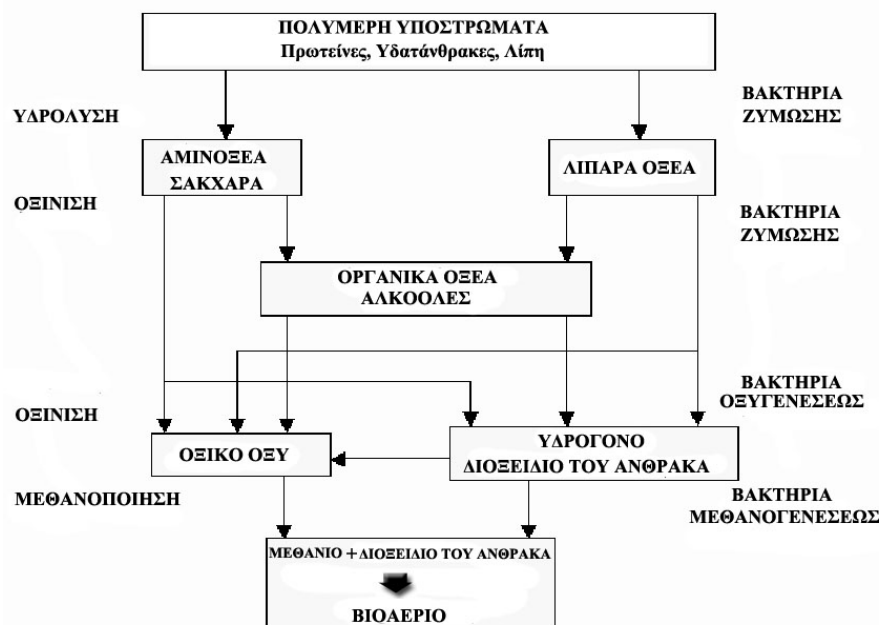 ΠΟΛΥΜΕΡΗ ΥΠΟΣΤΡΩΜΑΤΑ
Πρωτείνες, Υδατάνθρακες, Λίπη
ΥΔΡΟΛΥΣΗ
ΒΑΚΤΗΡΙΑ
ΖΥΜΩΣΗΣ
ΑΜΙΝΟΞΕΑ
ΣΑΚΧΑΡΑ
ΛΙΠΑΡΑ ΟΞΕΑ
ΟΞΙΝΙΣΗ
ΒΑΚΤΗΡΙΑ
ΖΥΜΩΣΗΣ
ΟΡΓΑΝΙΚΑ ΟΞΕΑ
ΑΛΚΟΟΛΕΣ
ΟΞΙΝΙΣΗ
ΒΑΚΤΗΡΙΑ
ΟΞΥΓΕΝΕΣΕΩΣ
ΟΞΙΚΟ ΟΞΥ
ΥΔΡΟΓΟΝΟ
ΔΙΟΞΕΙΔΙΟ ΤΟΥ ΑΝΘΡΑΚΑ
ΜΕΘΑΝΟΠΟΙΗΣΗ
ΒΑΚΤΗΡΙΑ
ΜΕΘΑΝΟΓΕΝΕΣΕΩΣ
ΜΕΘΑΝΙΟ + ΔΙΟΞΕΙΔΙΟ ΤΟΥ ΑΝΘΡΑΚΑ
ΒΙΟΑΕΡΙΟ